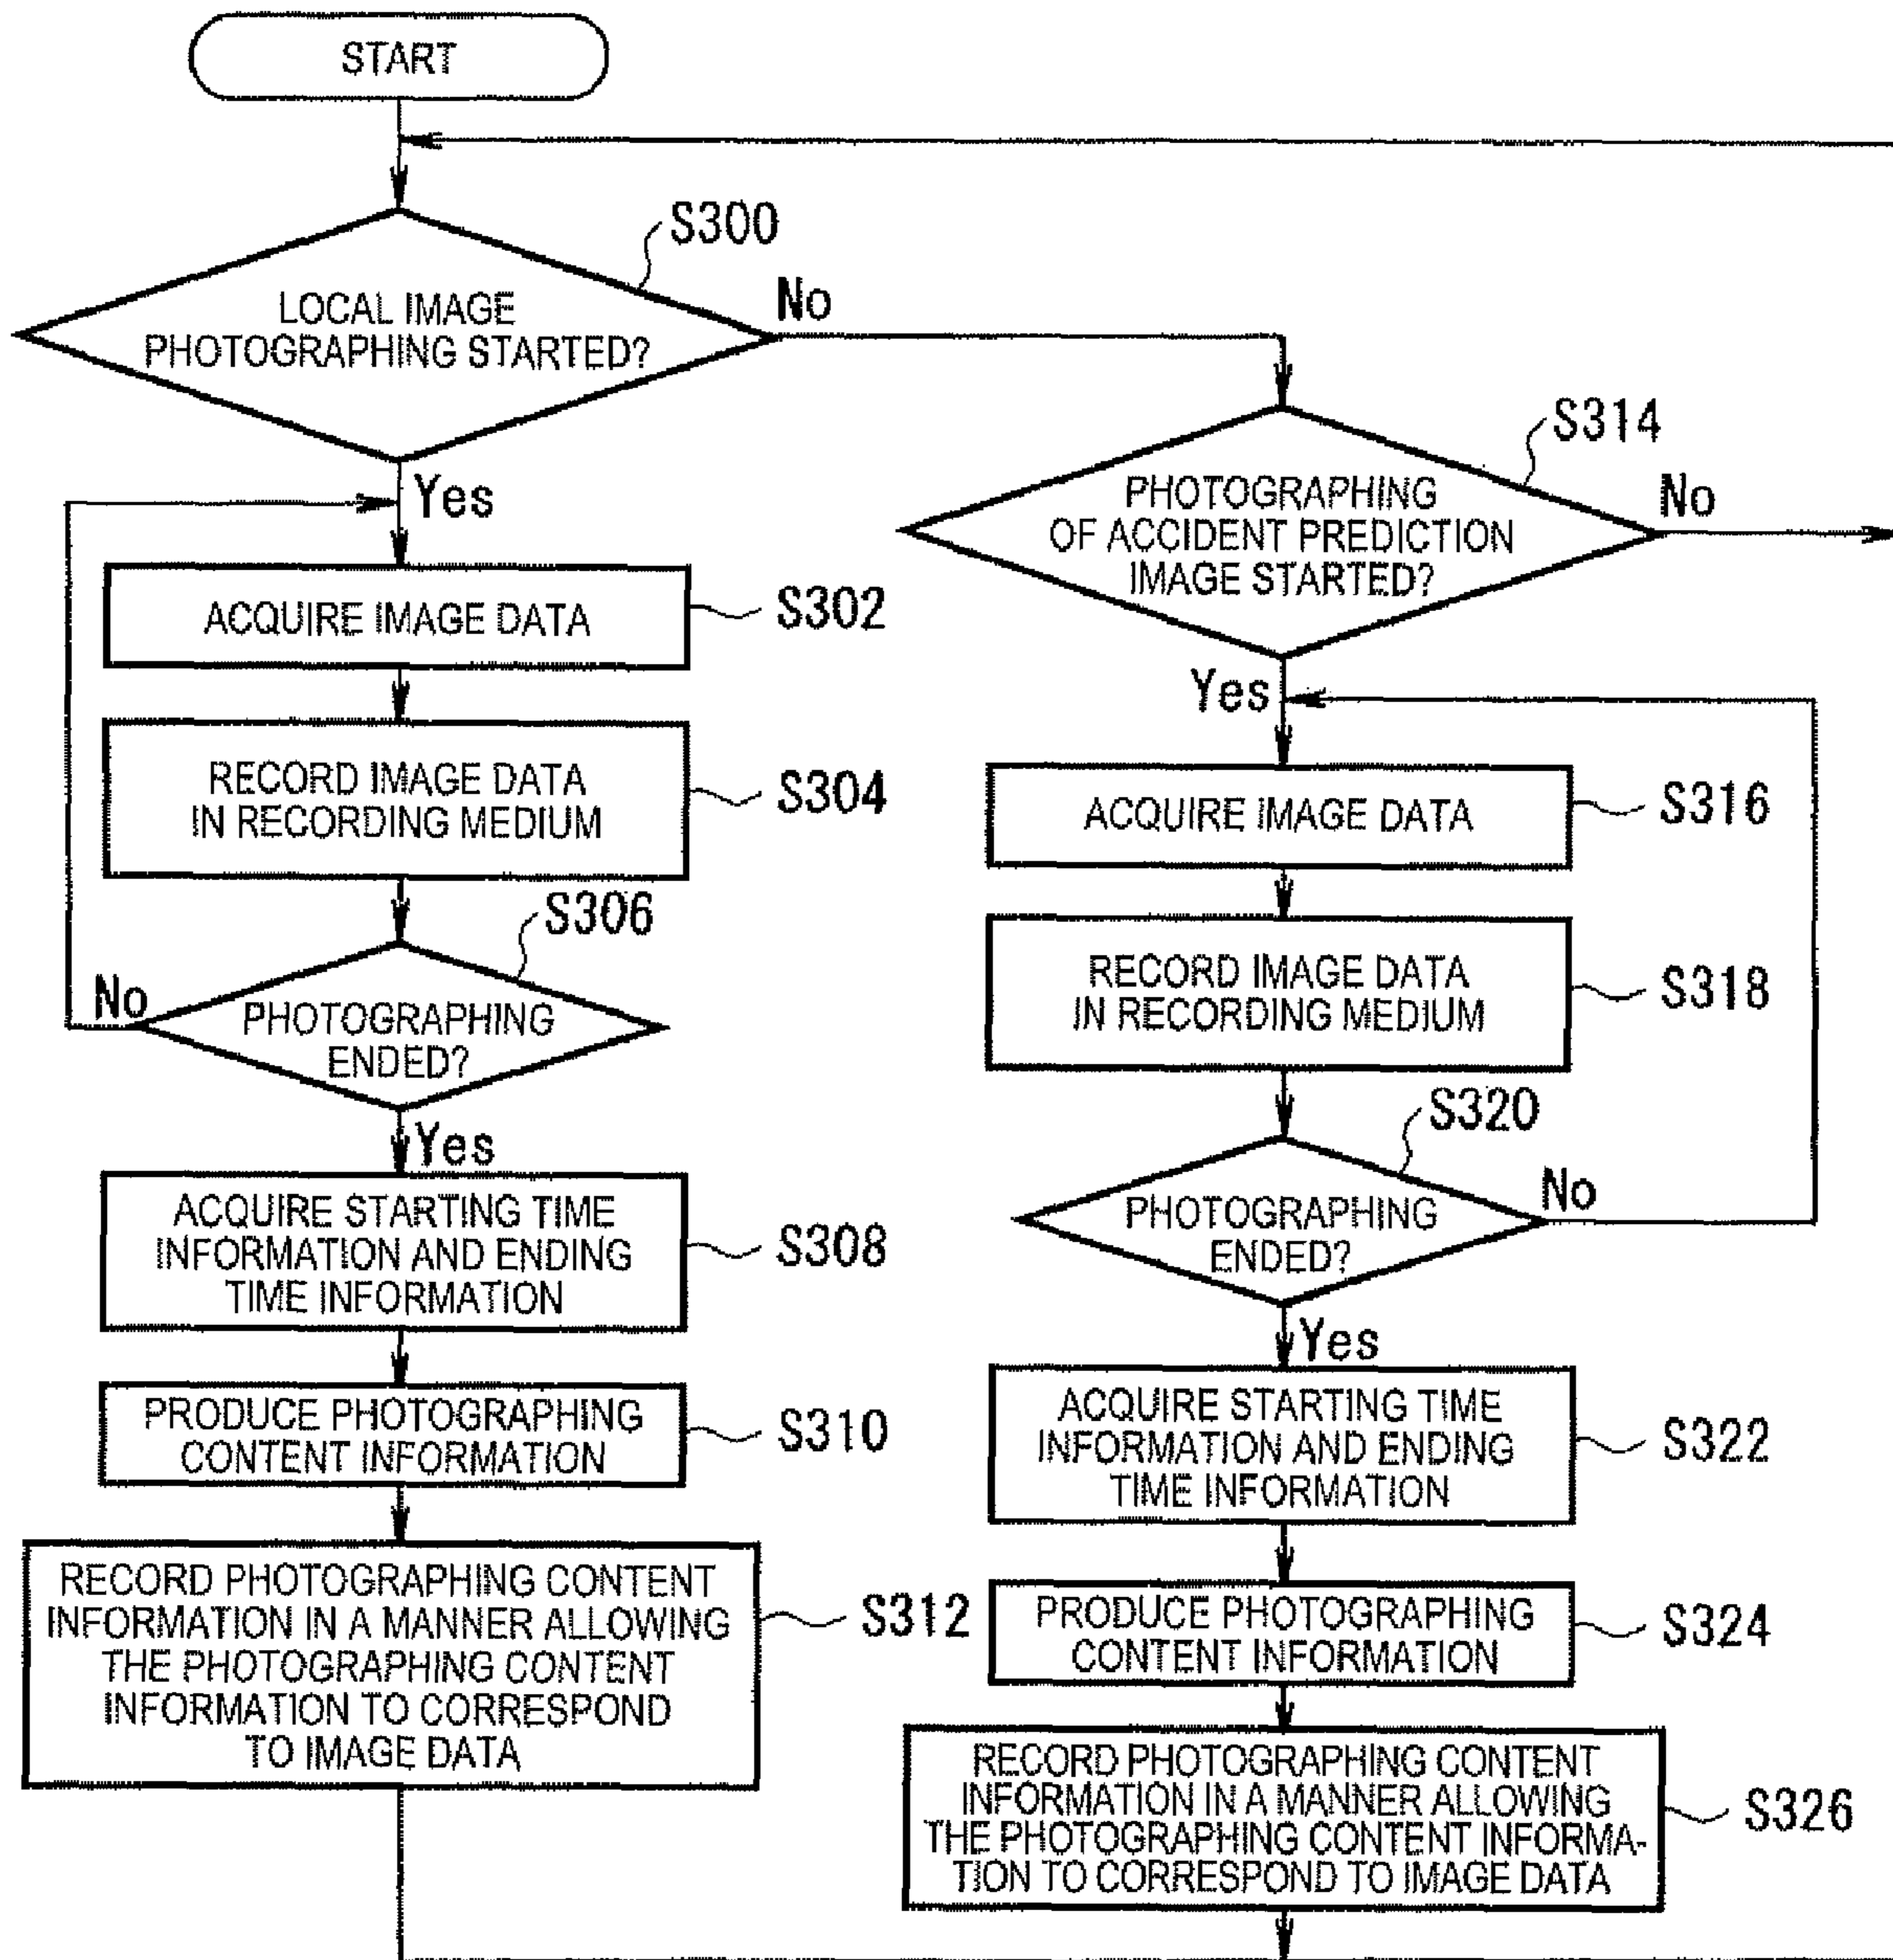 START
S300
LOCAL IMAGE
PHOTOGRAPHING STARTED?
No
Yes
ACQUIRE IMAGE DATA
S302
RECORD IMAGE DATA
IN RECORDING MEDIUM
S304
S306
PHOTOGRAPHING
ENDED?
No
Yes
ACQUIRE STARTING TIME
INFORMATION AND ENDING
TIME INFORMATION
S308
PRODUCE PHOTOGRAPHING
CONTENT INFORMATION
S310
RECORD PHOTOGRAPHING CONTENT
INFORMATION IN A MANNER ALLOWING
THE PHOTOGRAPHING CONTENT
INFORMATION TO CORRESPOND
TO IMAGE DATA
S312
S314
PHOTOGRAPHING
OF ACCIDENT PREDICTION
IMAGE STARTED?
No
Yes
ACQUIRE IMAGE DATA
S316
RECORD IMAGE DATA
IN RECORDING MEDIUM
S318
S320
PHOTOGRAPHING
ENDED?
No
Yes
ACQUIRE STARTING TIME
INFORMATION AND ENDING
TIME INFORMATION
S322
PRODUCE PHOTOGRAPHING
CONTENT INFORMATION
S324
RECORD PHOTOGRAPHING CONTENT
INFORMATION IN A MANNER ALLOWING
THE PHOTOGRAPHING CONTENT INFORMA-
TION TO CORRESPOND TO IMAGE DATA
S326